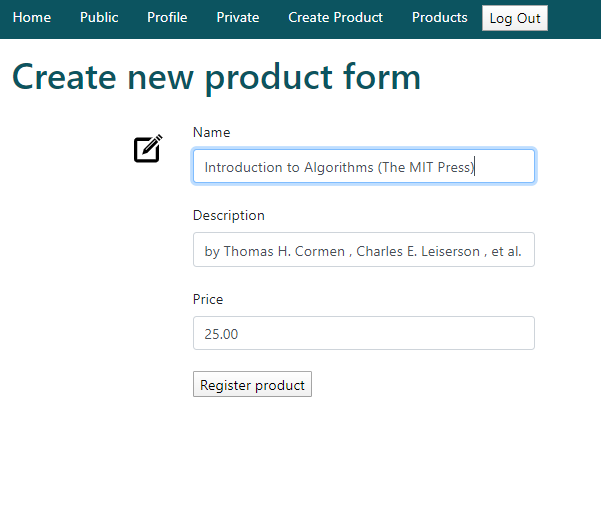 Home Public Profile Private Create Product Products Log Out
Create new product form
Name
Introduction to Algorithms (The MIT Press)
Description
by Thomas H. Cormen , Charles E. Leiserson , et al.
Price
25.00
Register product